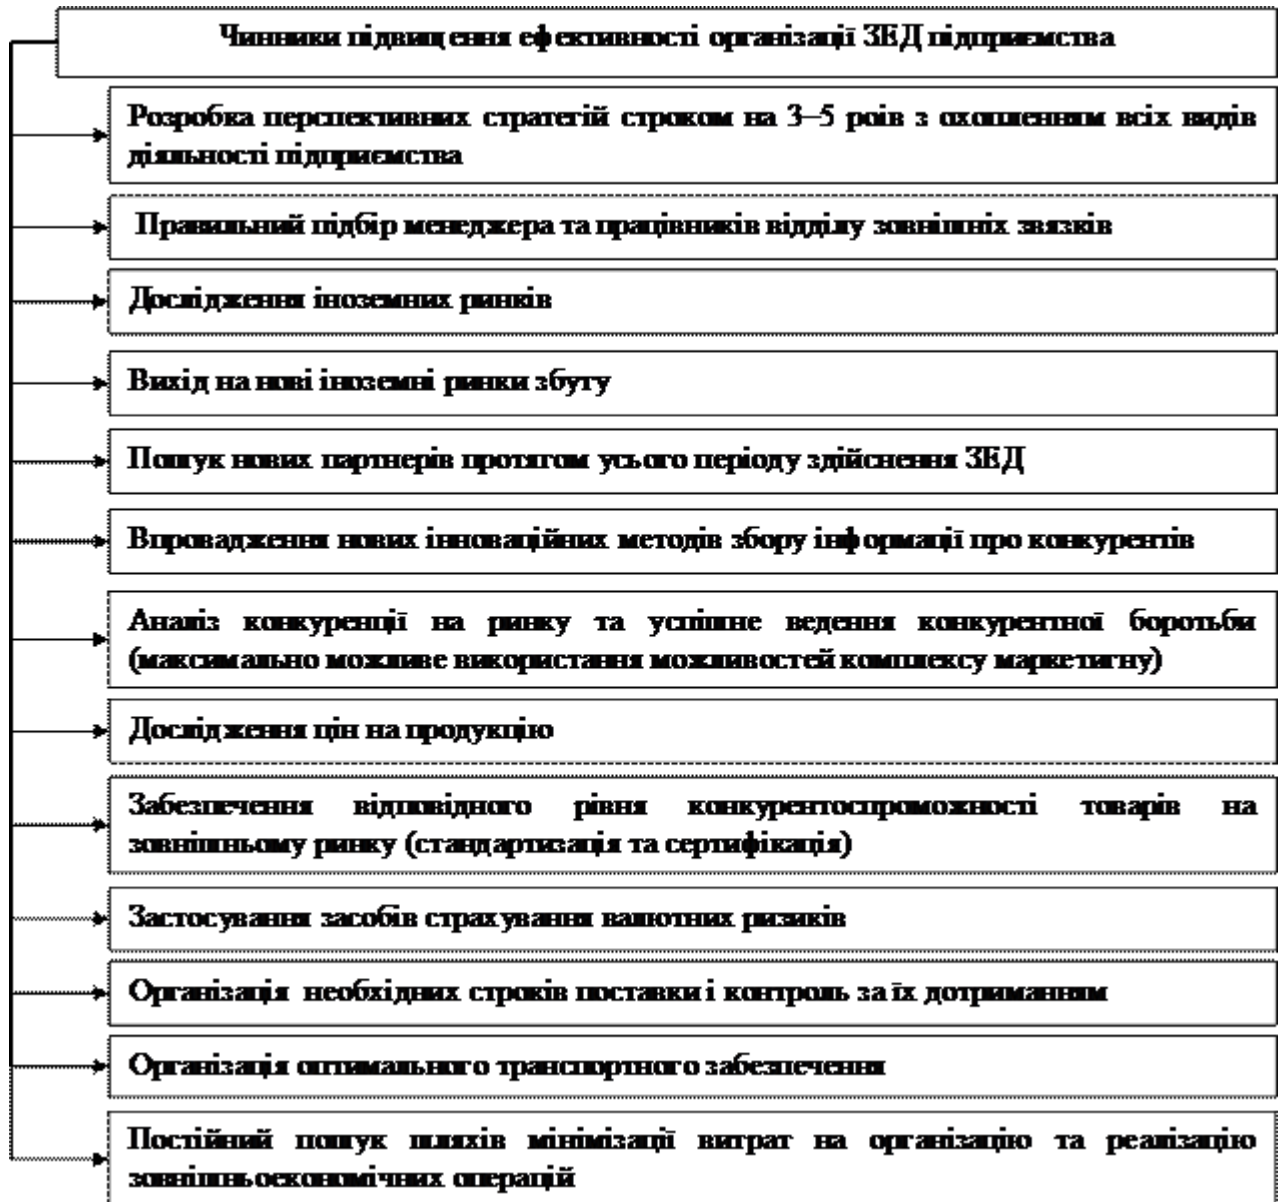 Чинники підвищення ефективності організації ЗЕД підприємства
Розробка перспективних стратегій строком на 3–5 роів з охопленням всіх видів
діяльності підприємства
Правильний підбір менеджера та працівників відділу зовнішніх звязків
Дослідження іноземних ринків
Вихід на нові іноземні ринки збуту
Пошук нових партнерів протягом усього періоду здійснення ЗЕД
Впровадження нових інноваційних методів збору інформації про конкурентів
Аналіз конкуренції на ринку та успішне ведення конкурентної боротьби
(максимально можливе використання можливостей комплексу маркетигну)
Дослідження цін на продукцію
Забезпечення відповідного рівня конкурентоспроможності товарів на
зовнішньому ринку (стандартизація та сертифікація)
Застосування засобів страхування валютних ризиків
Організація необхідних строків поставки і контроль за їх дотриманням
Організація оптимального транспортного забезпечення
Постійний пошук шляхів мінімізації витрат на організацію та реалізацію
зовнішньоекономічних операцій